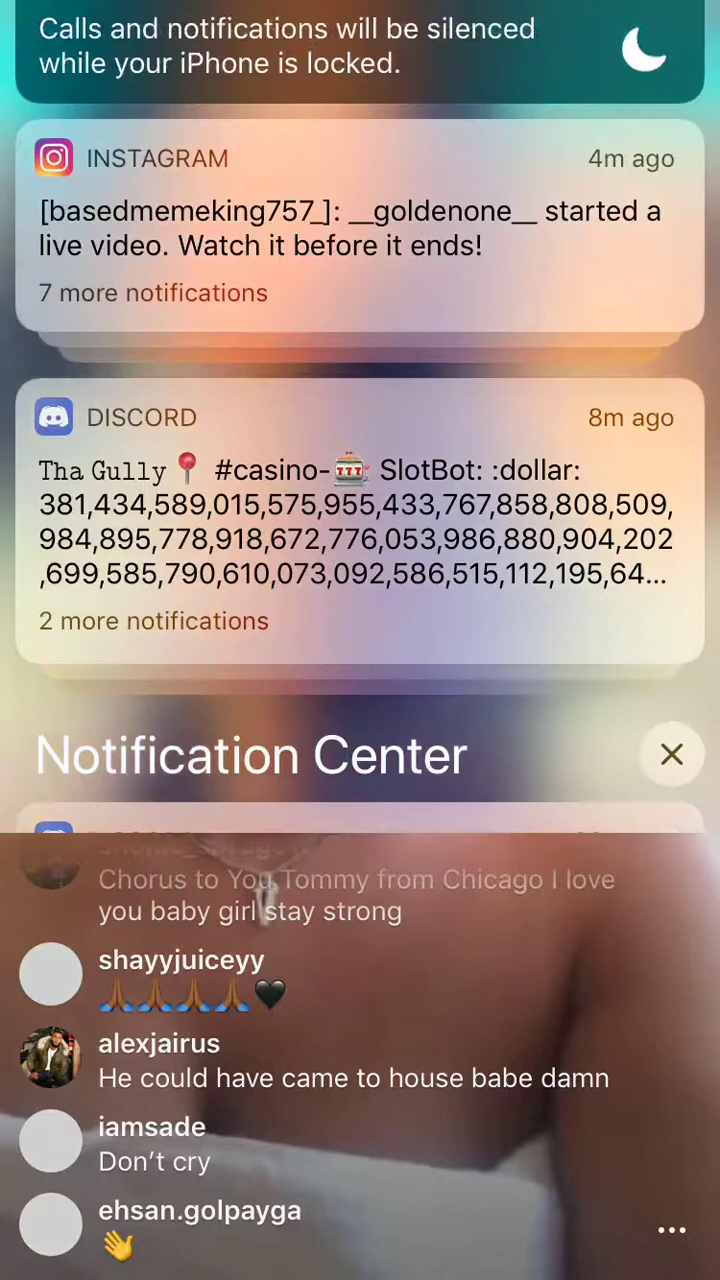 Calls and notifications will be silenced
while your iPhone is locked.
INSTAGRAM 4m ago
[basedmemeking757_]: __goldenone__ started a
live video. Watch it before it ends!
7 more notifications
DISCORD 8m ago
𝚃𝚑𝚊 𝙶𝚞𝚕𝚕𝚢📍 #casino-🎰 SlotBot: :dollar:
381,434,589,015,575,955,433,767,858,808,509,
984,895,778,918,672,776,053,986,880,904,202
,699,585,790,610,073,092,586,515,112,195,64...
2 more notifications
Notification Center
Chorus to You Tommy from Chicago I love
you baby girl stay strong
shayyjuiceyy
🙏🏾🙏🏾🙏🏾🙏🏾🖤
alexjairus
He could have came to house babe damn
iamsade
Don’t cry
ehsan.golpayga
👋